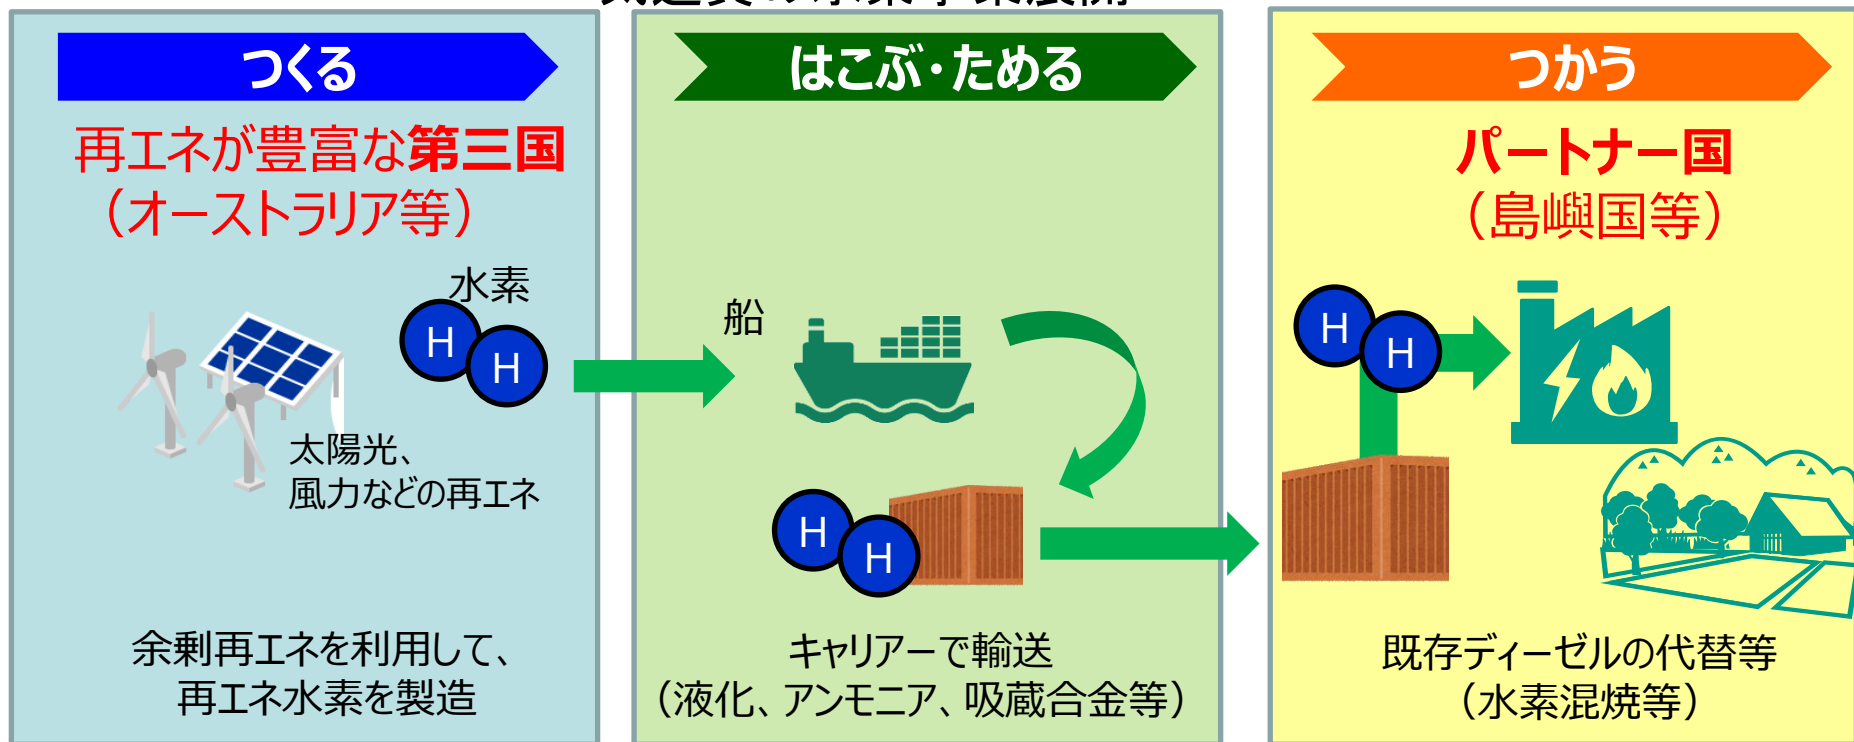 つくる
再エネが豊富な第三国
（オーストラリア等）
水素
H
H
太陽光、
風力などの再エネ
余剰再エネを利用して、
再エネ水素を製造
はこぶ・ためる
船
H
H
キャリアーで輸送
（液化、アンモニア、吸蔵合金等）
つかう
パートナー国
（島嶼国等）
H
H
既存ディーゼルの代替等
（水素混焼等）